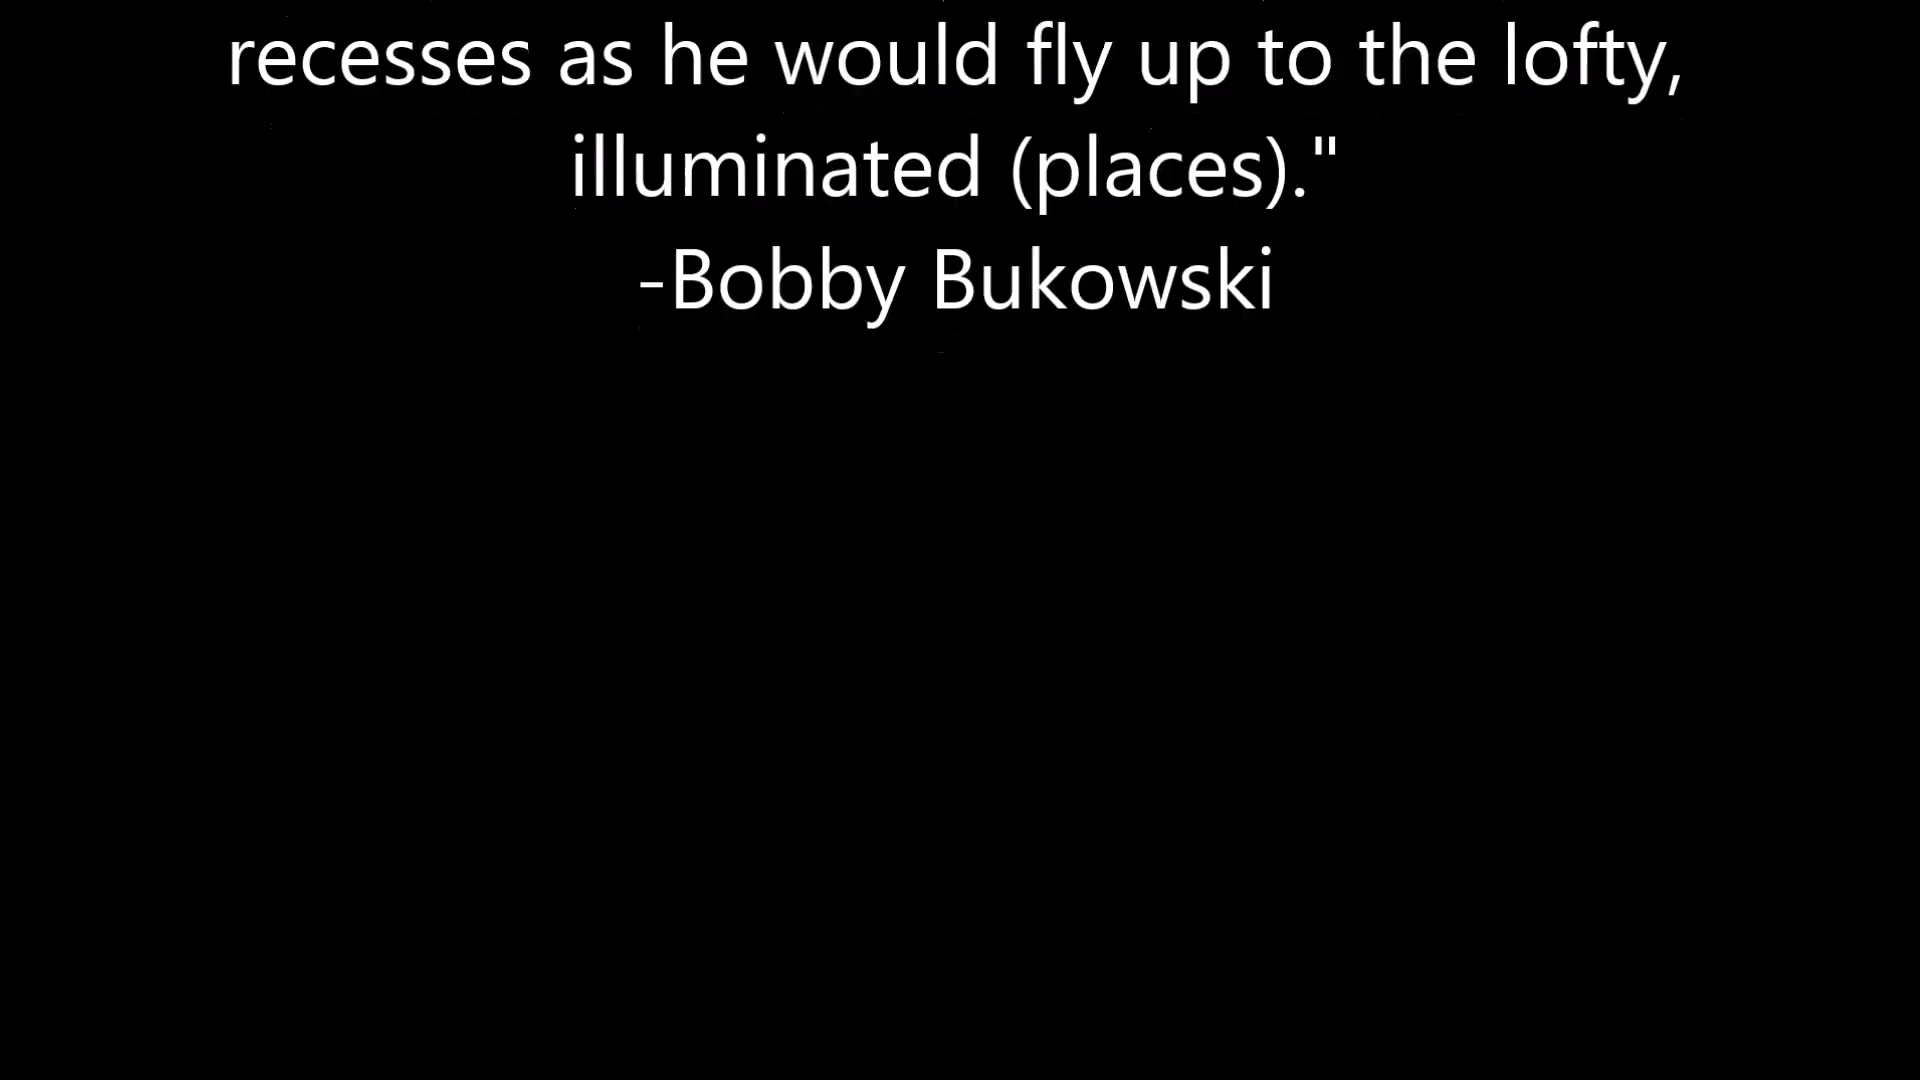 recesses as he would fly up to the lofty,
illuminated (places)."
-Bobby Bukowski